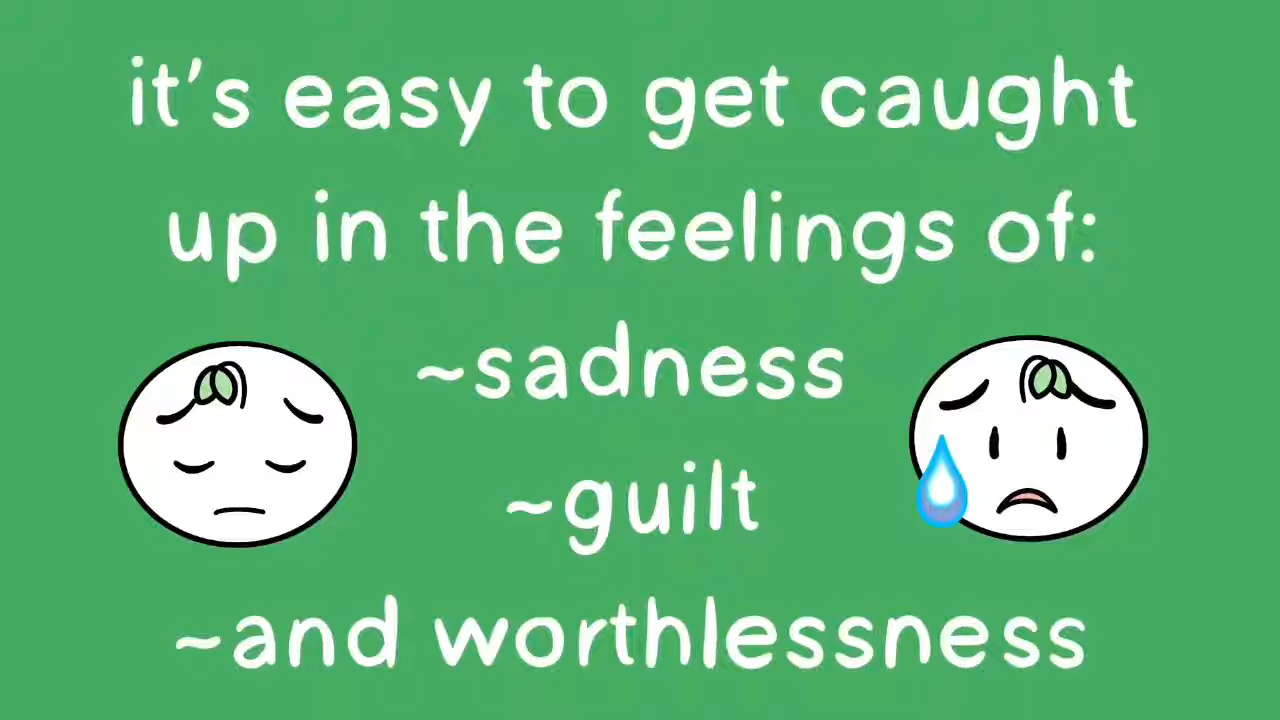 it's easy to get caught
up in the feelings of:
~sadness
~guilt
~and worthlessness